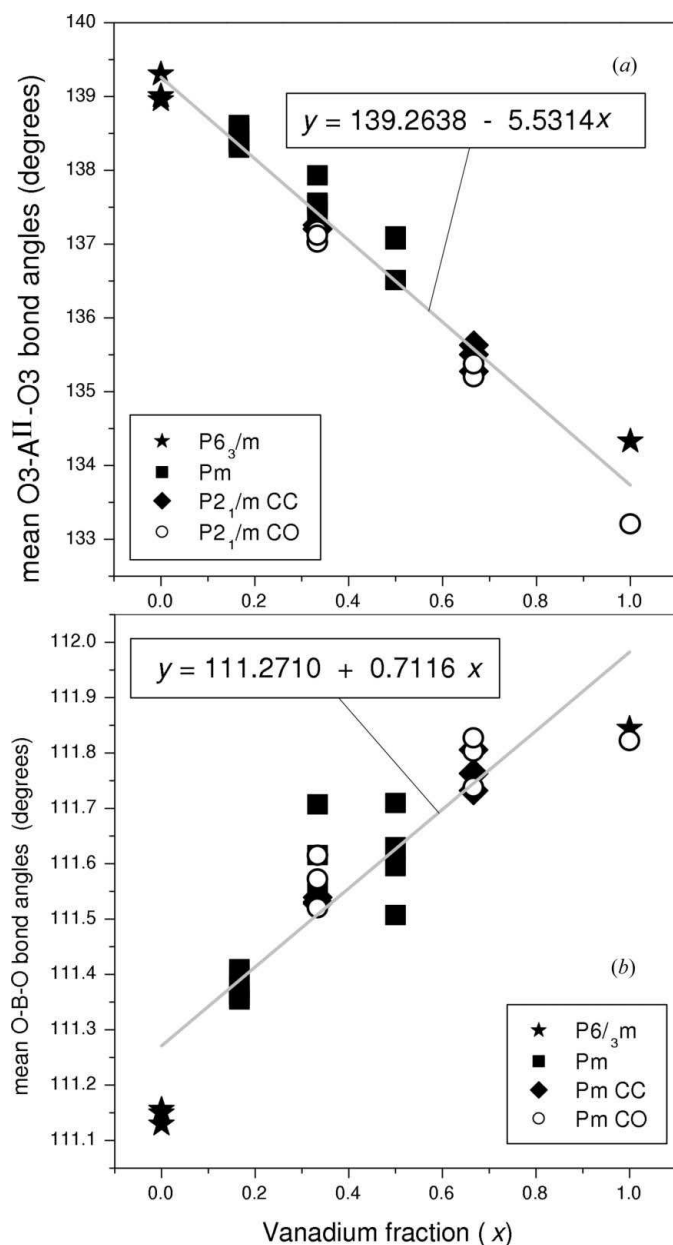 140
139
138
137
136
135
134
133
mean O3-A^II-O3 bond angles (degrees)
(a)
y = 139.2638 - 5.5314x
P6₃/m
Pm
P2₁/m CC
P2₁/m CO
0.0 0.2 0.4 0.6 0.8 1.0
112.0
111.9
111.8
111.7
111.6
111.5
111.4
111.3
111.2
111.1
mean O-B-O bond angles (degrees)
y = 111.2710 + 0.7116 x
(b)
P6/₃m
Pm
Pm CC
Pm CO
0.0 0.2 0.4 0.6 0.8 1.0
Vanadium fraction ( x)